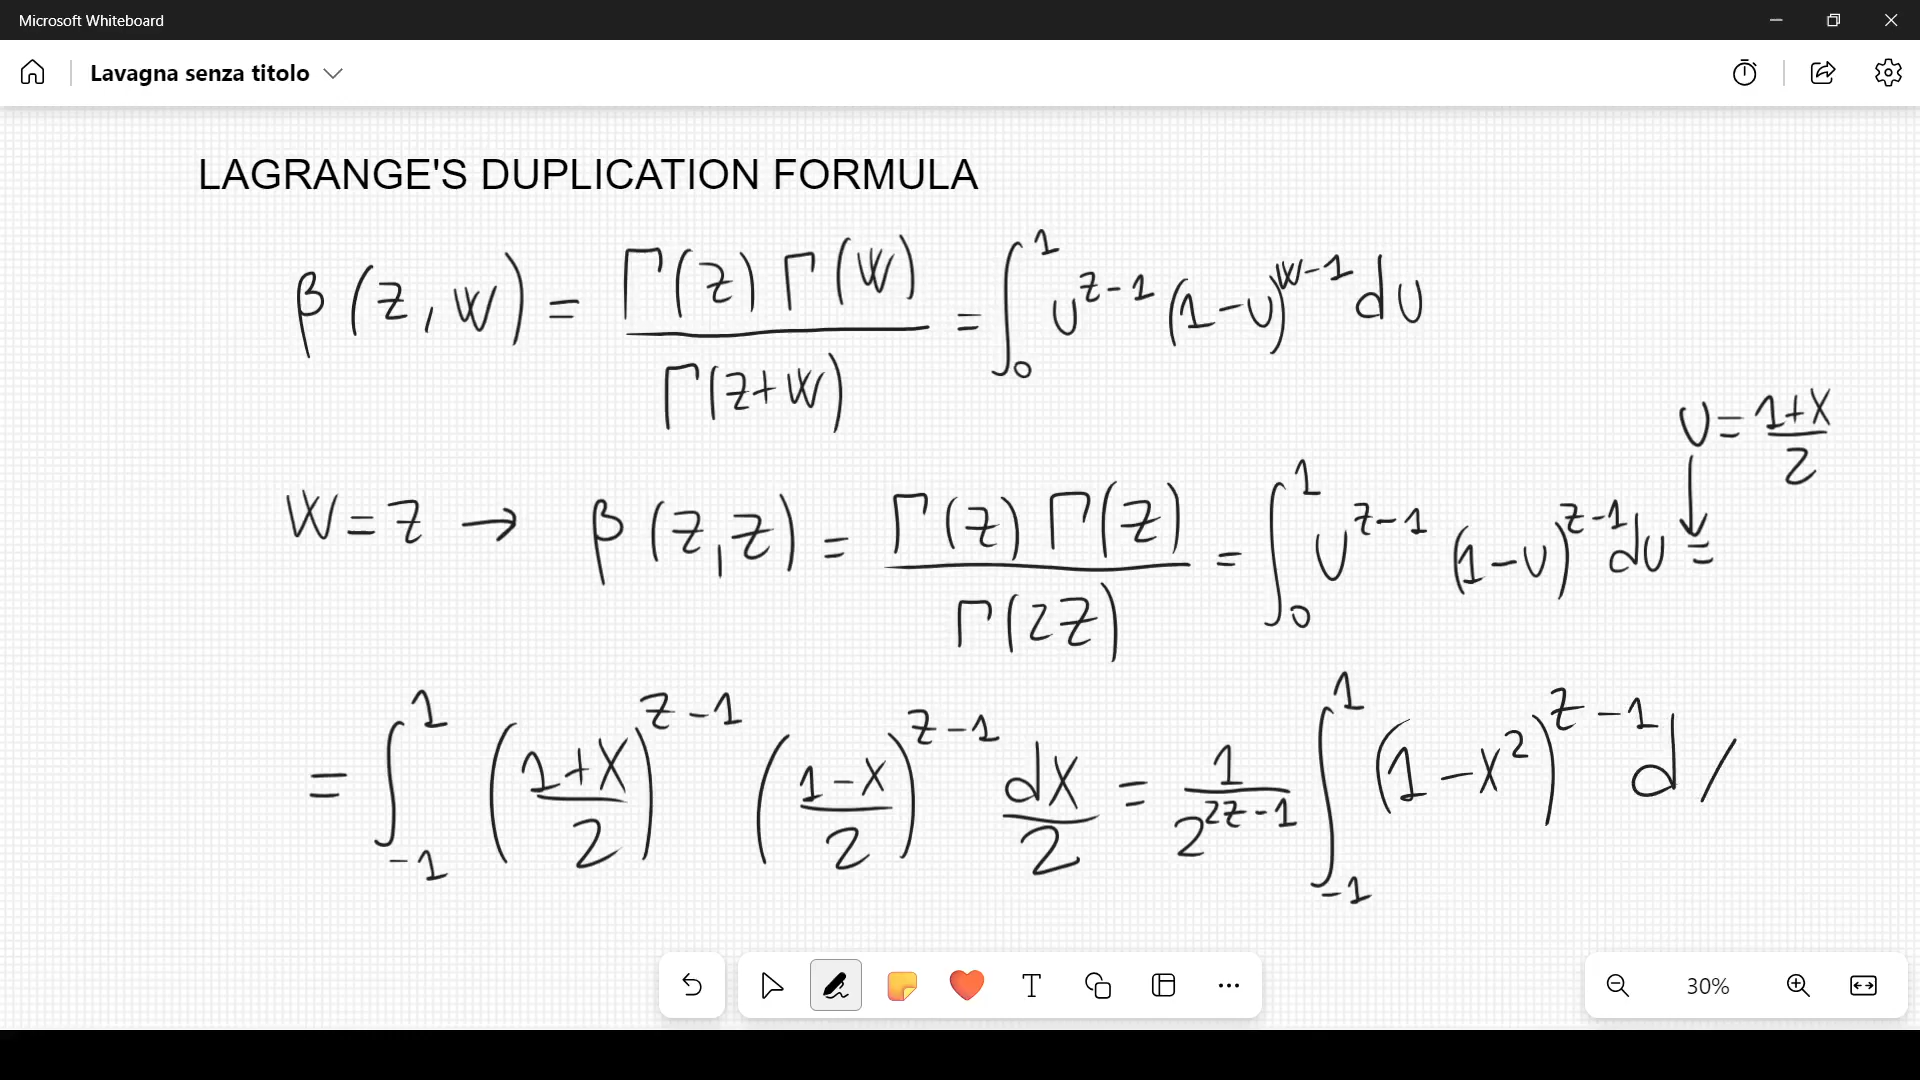 Microsoft Whiteboard
Lavagna senza titolo
LAGRANGE'S DUPLICATION FORMULA
β(z,w) = Γ(z)Γ(w)/Γ(z+w) = ∫₀¹ u^(z-1) (1-u)^(w-1) du
u = (1+x)/2
w=z → β(z,z) = Γ(z)Γ(z)/Γ(2z) = ∫₀¹ u^(z-1) (1-u)^(z-1) du =
= ∫₋₁¹ ((1+x)/2)^(z-1) ((1-x)/2)^(z-1) dx/2 = 1/2^(2z-1) ∫₋₁¹ (1-x²)^(z-1) d /
T
30%